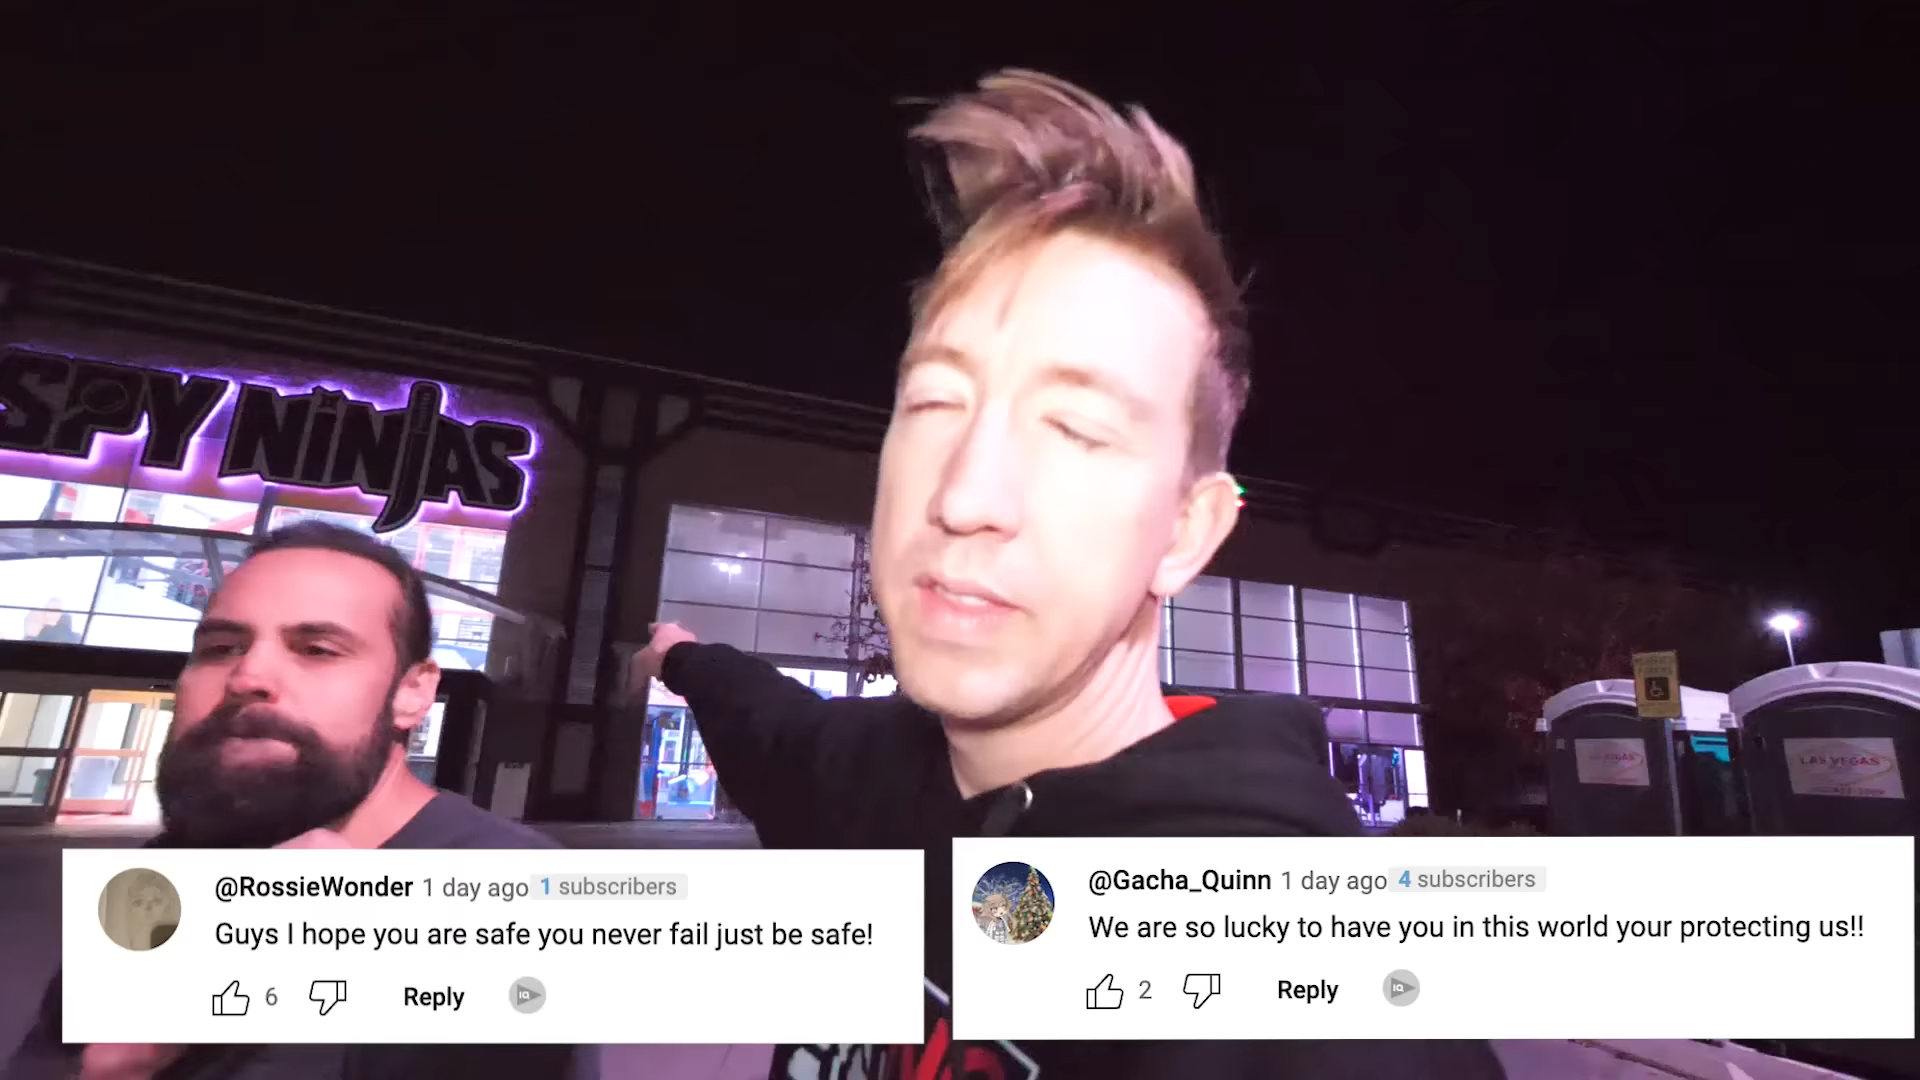 SPY NINJAS
LAS VEGAS
@RossieWonder 1 day ago 1 subscribers
Guys I hope you are safe you never fail just be safe!
6 Reply
IQ
@Gacha_Quinn 1 day ago 4 subscribers
We are so lucky to have you in this world your protecting us!!
2 Reply
IQ